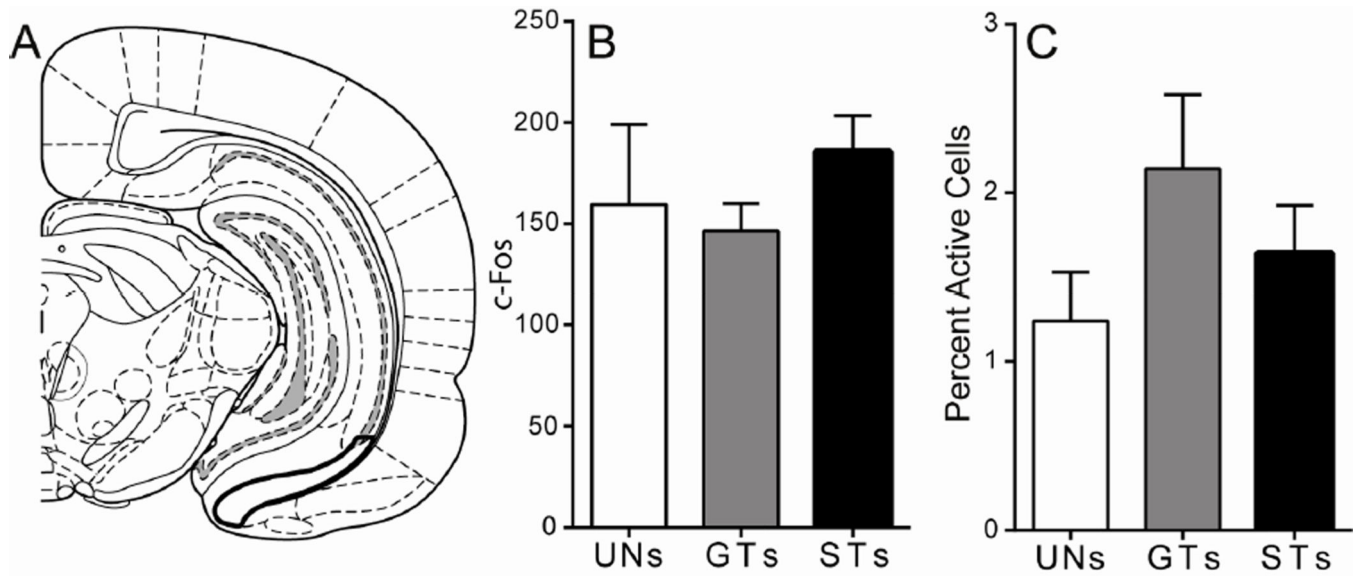 A
B
c-Fos
250
200
150
100
50
0
UNs GTs STs
C
Percent Active Cells
3
2
1
0
UNs GTs STs